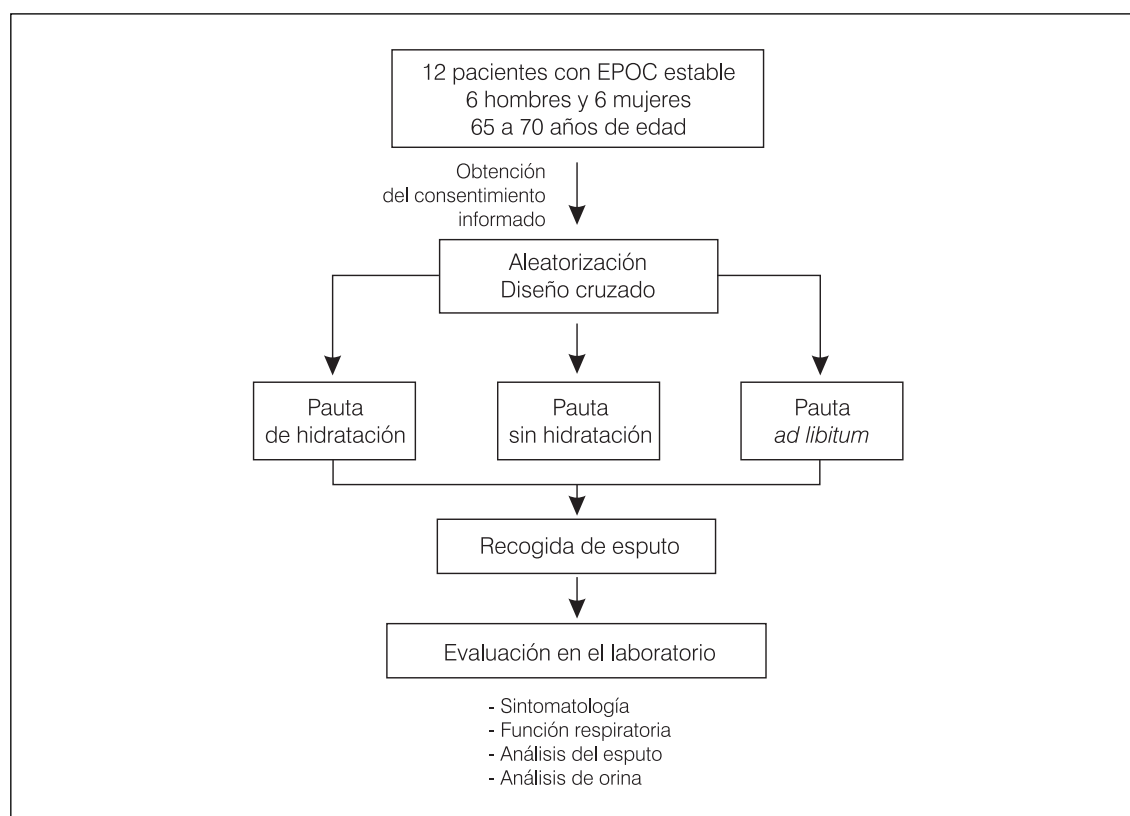 12 pacientes con EPOC estable
6 hombres y 6 mujeres
65 a 70 años de edad
Obtención
del consentimiento
informado
Aleatorización
Diseño cruzado
Pauta
de hidratación
Pauta
sin hidratación
Pauta
ad libitum
Recogida de esputo
Evaluación en el laboratorio
- Sintomatología
- Función respiratoria
- Análisis del esputo
- Análisis de orina